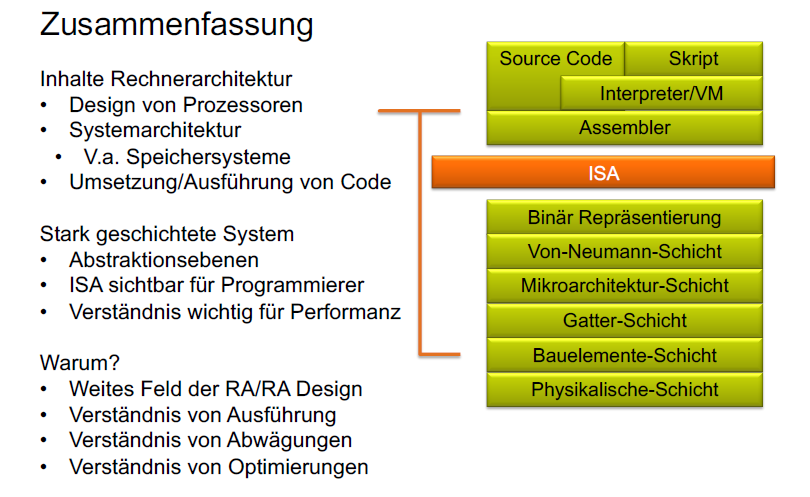 Zusammenfassung
Inhalte Rechnerarchitektur
• Design von Prozessoren
• Systemarchitektur
• V.a. Speichersysteme
• Umsetzung/Ausführung von Code
Stark geschichtete System
• Abstraktionsebenen
• ISA sichtbar für Programmierer
• Verständnis wichtig für Performanz
Warum?
• Weites Feld der RA/RA Design
• Verständnis von Ausführung
• Verständnis von Abwägungen
• Verständnis von Optimierungen
Source Code
Skript
Interpreter/VM
Assembler
ISA
Binär Repräsentierung
Von-Neumann-Schicht
Mikroarchitektur-Schicht
Gatter-Schicht
Bauelemente-Schicht
Physikalische-Schicht